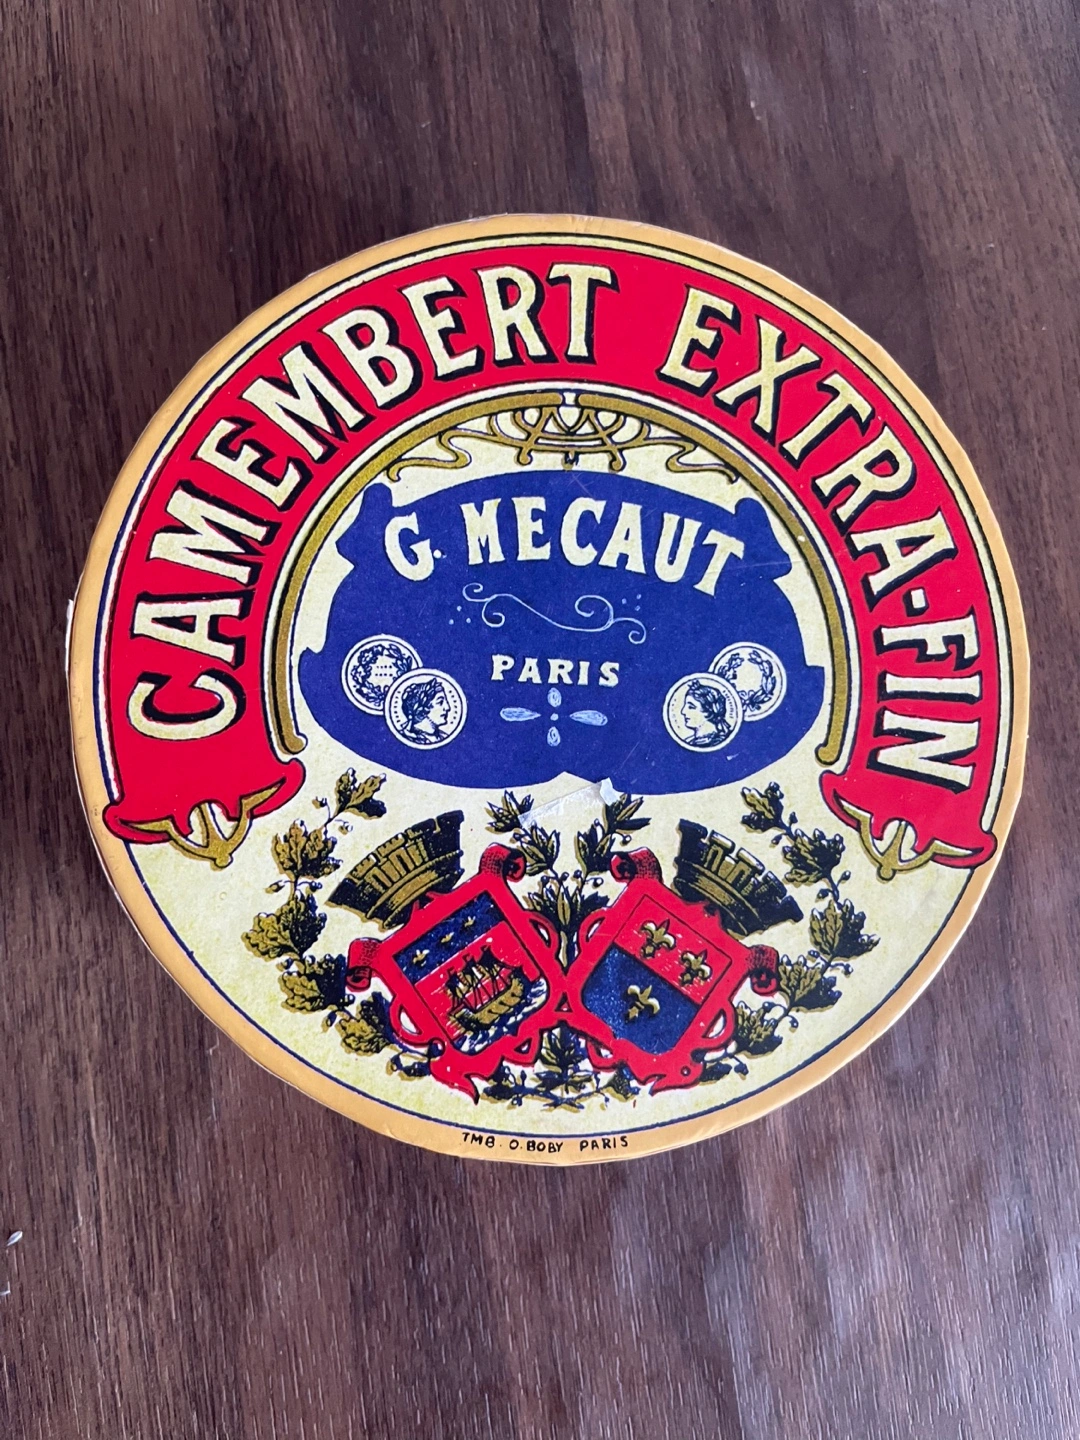 CAMEMBERT EXTRA-FIN
G. MECAUT
PARIS
TMB. O. BOBY PARIS